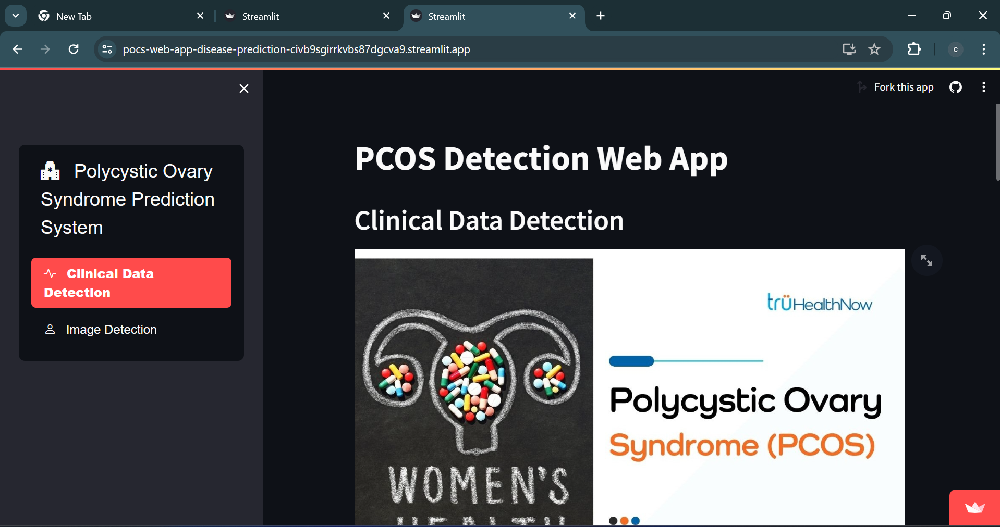 New Tab
Streamlit
Streamlit
pocs-web-app-disease-prediction-civb9sgirrkvbs87dgcva9.streamlit.app
c
Fork this app
Polycystic Ovary
Syndrome Prediction
System
Clinical Data
Detection
Image Detection
PCOS Detection Web App
Clinical Data Detection
trüHealthNow
Polycystic Ovary
Syndrome (PCOS)
WOMEN'S
HEALTH